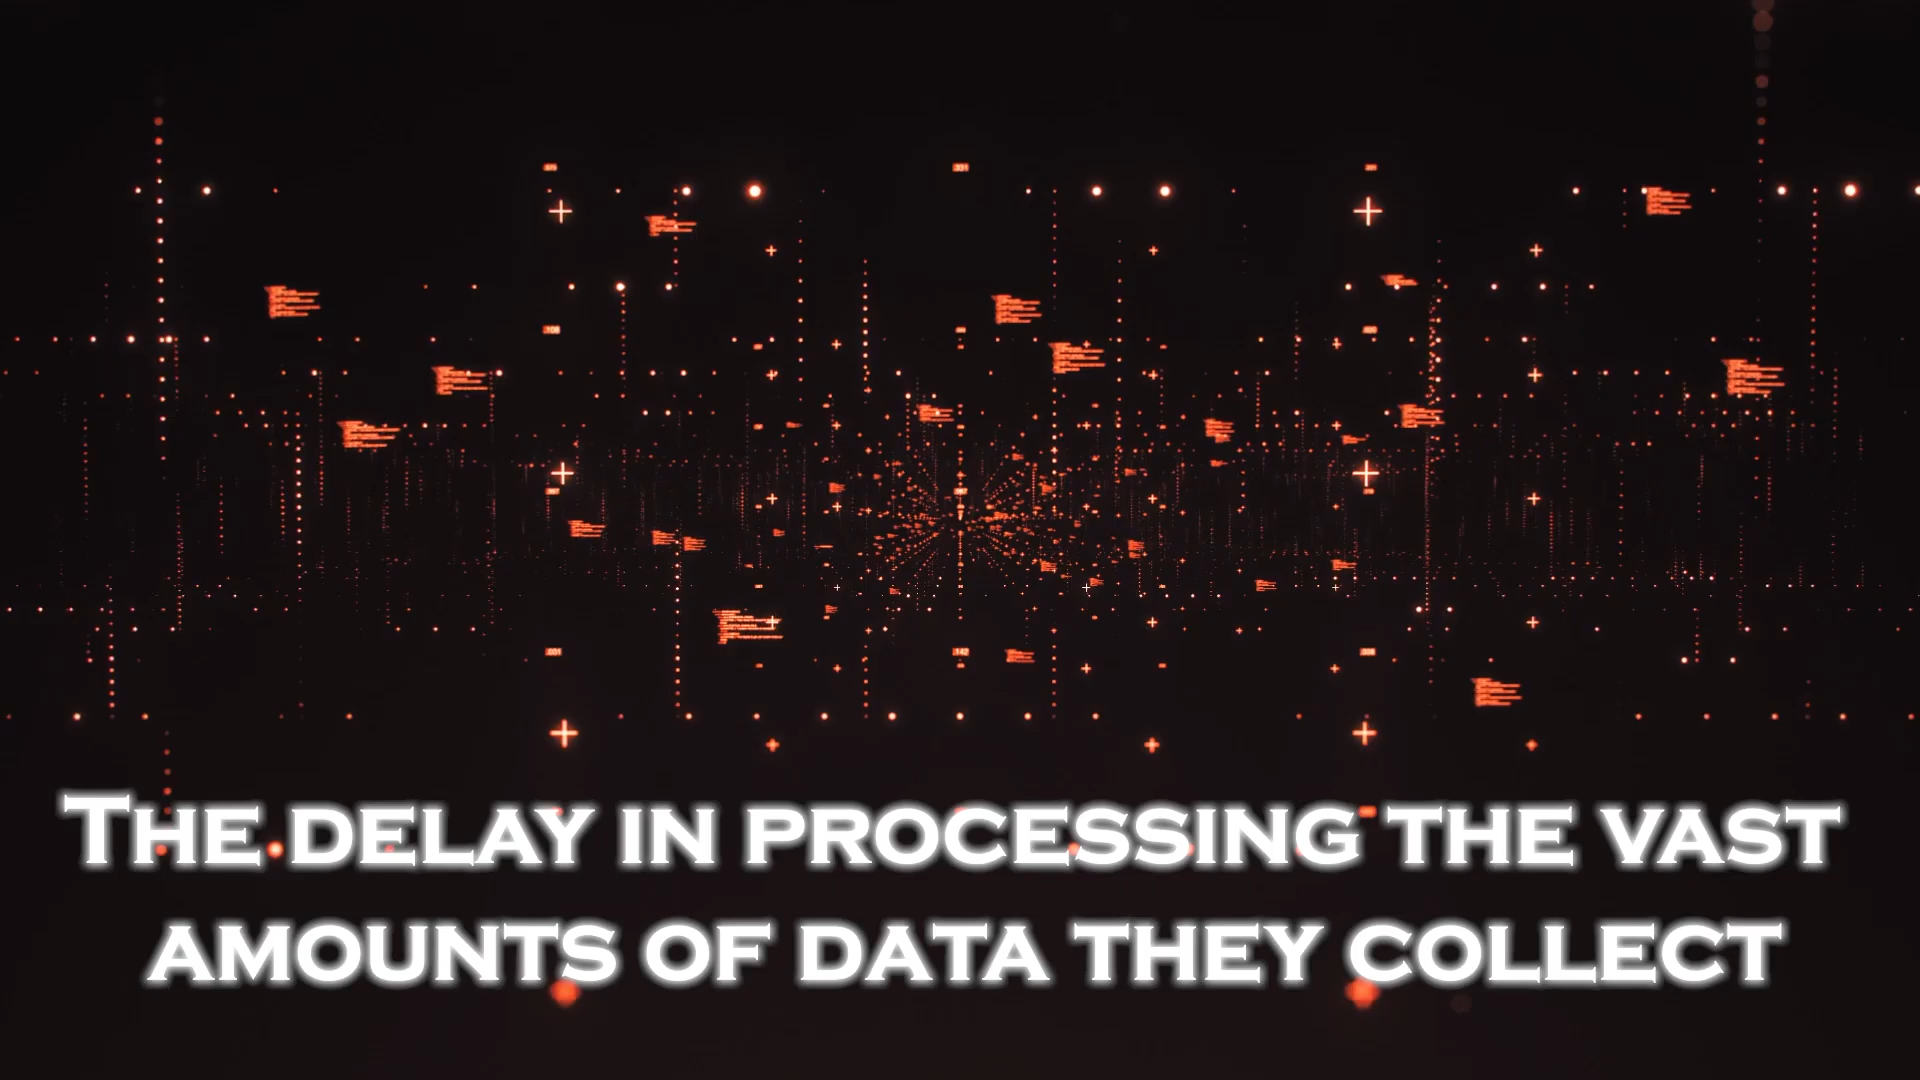 The delay in processing the vast
amounts of data they collect